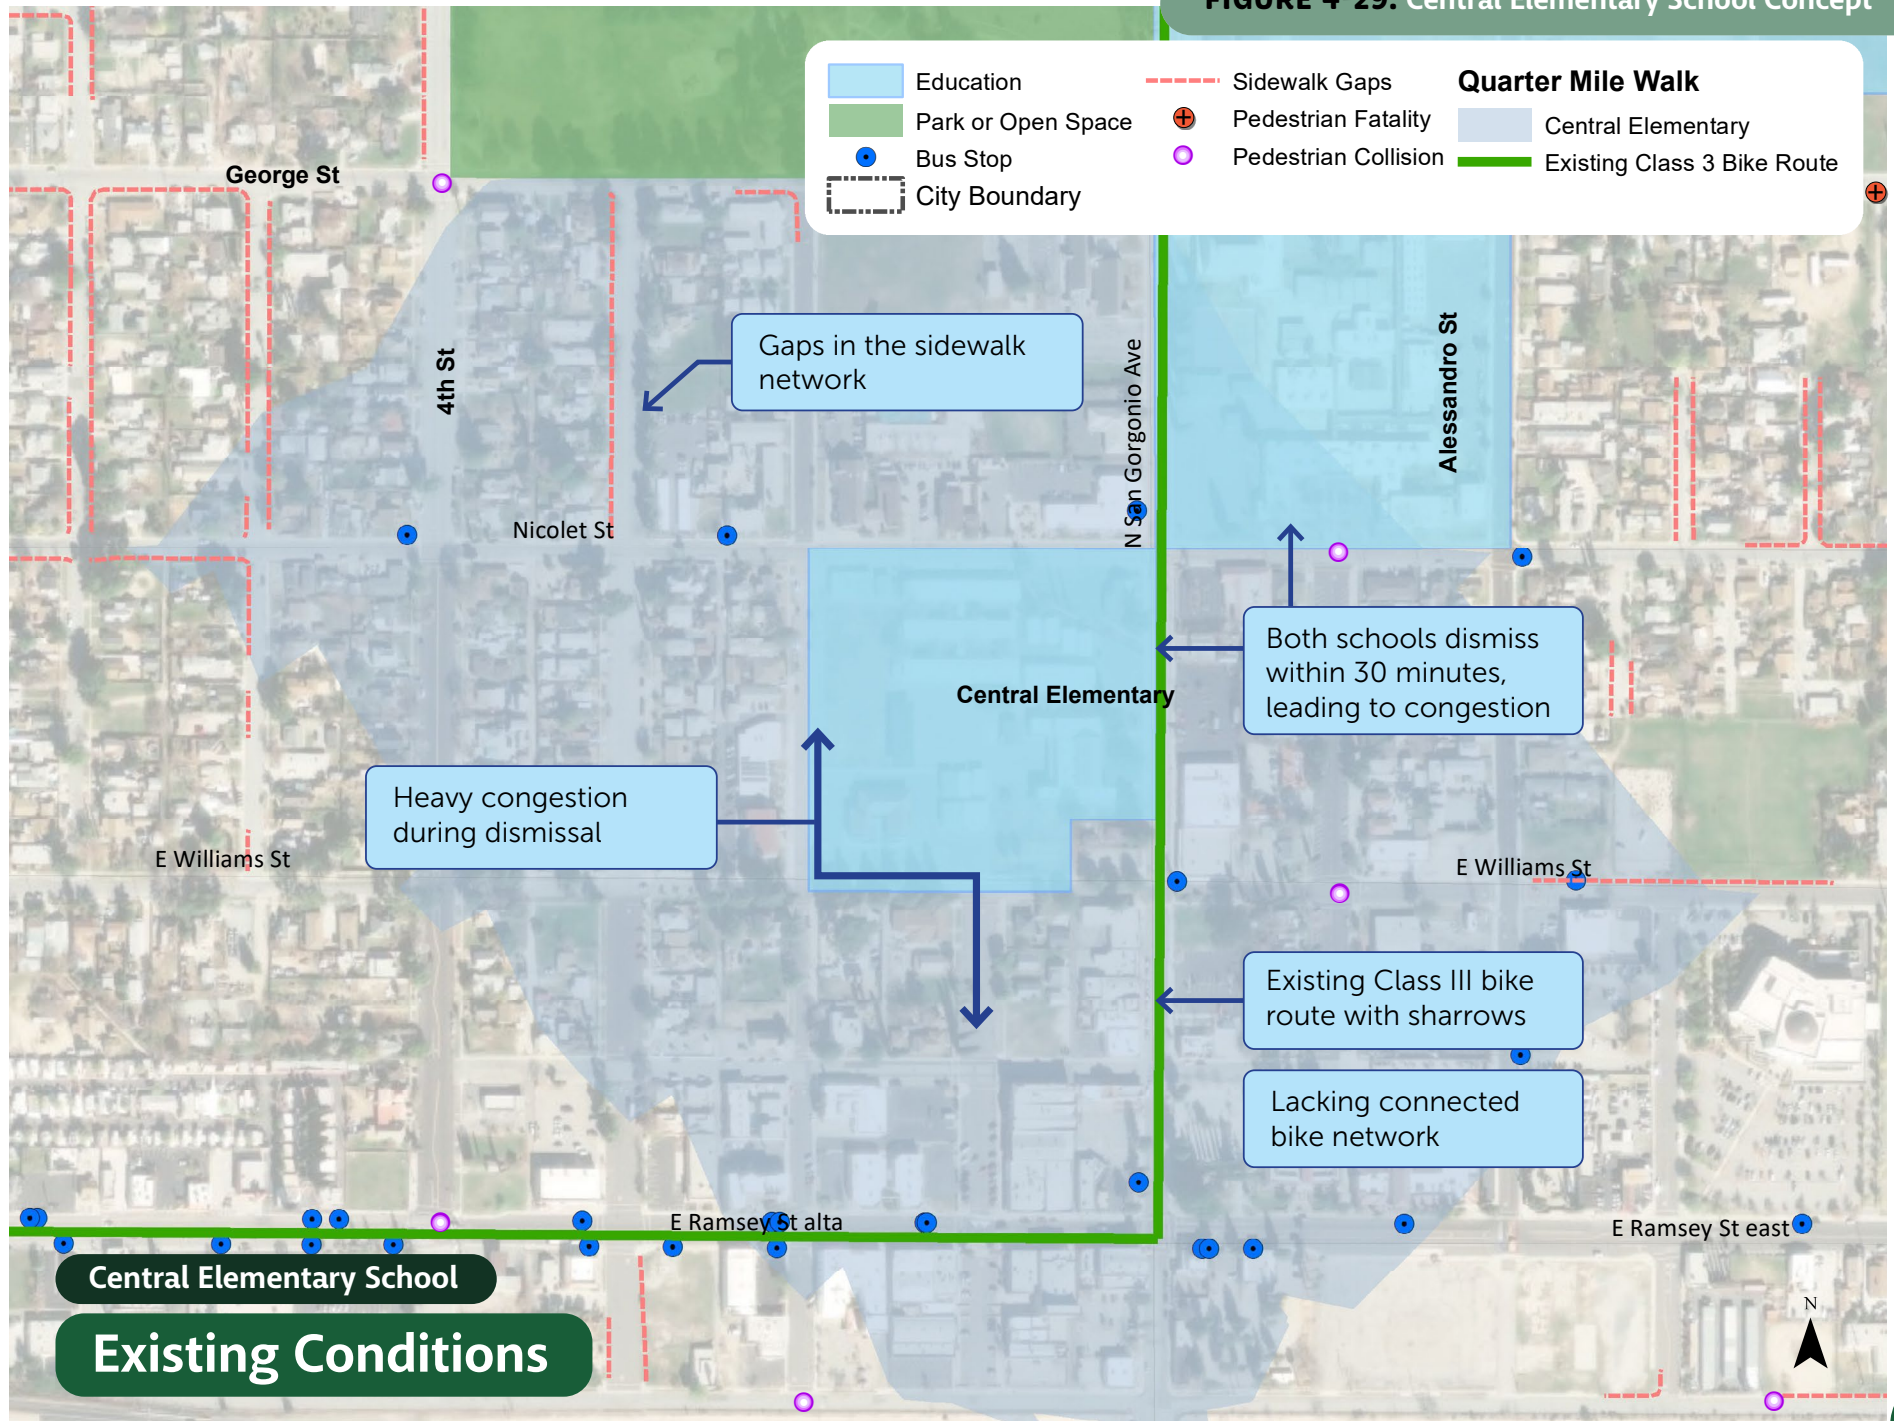 FIGURE 4-29. Central Elementary School Concept
Education
Park or Open Space
Bus Stop
City Boundary
Sidewalk Gaps
Pedestrian Fatality
Pedestrian Collision
Quarter Mile Walk
Central Elementary
Existing Class 3 Bike Route
George St
4th St
Gaps in the sidewalk
network
N San Gorgonio Ave
Alessandro St
Nicolet St
Both schools dismiss
within 30 minutes,
leading to congestion
Central Elementary
Heavy congestion
during dismissal
E Williams St
E Williams St
Existing Class III bike
route with sharrows
Lacking connected
bike network
E Ramsey St alta
E Ramsey St east
Central Elementary School
Existing Conditions
N